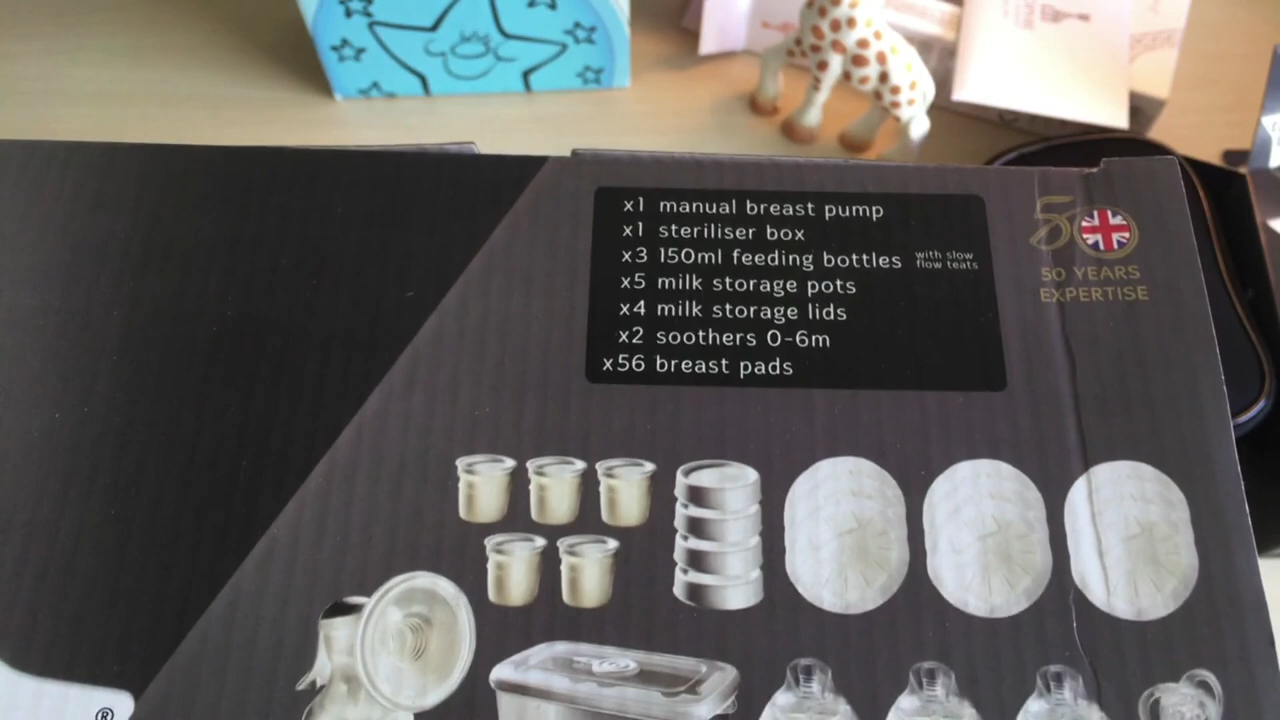 x1 manual breast pump
x1 steriliser box
x3 150ml feeding bottles with slow
flow teats
x5 milk storage pots
x4 milk storage lids
x2 soothers 0-6m
x56 breast pads
50
50 YEARS
EXPERTISE
®